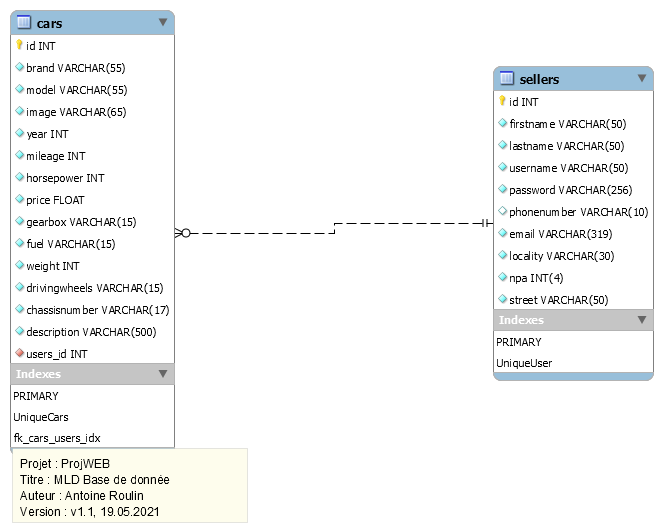 cars
id INT
brand VARCHAR(55)
model VARCHAR(55)
image VARCHAR(65)
year INT
mileage INT
horsepower INT
price FLOAT
gearbox VARCHAR(15)
fuel VARCHAR(15)
weight INT
drivingwheels VARCHAR(15)
chassisnumber VARCHAR(17)
description VARCHAR(500)
users_id INT
Indexes
PRIMARY
UniqueCars
fk_cars_users_idx
sellers
id INT
firstname VARCHAR(50)
lastname VARCHAR(50)
username VARCHAR(50)
password VARCHAR(256)
phonenumber VARCHAR(10)
email VARCHAR(319)
locality VARCHAR(30)
npa INT(4)
street VARCHAR(50)
Indexes
PRIMARY
UniqueUser
Projet : ProjWEB
Titre : MLD Base de donnée
Auteur : Antoine Roulin
Version : v1.1, 19.05.2021